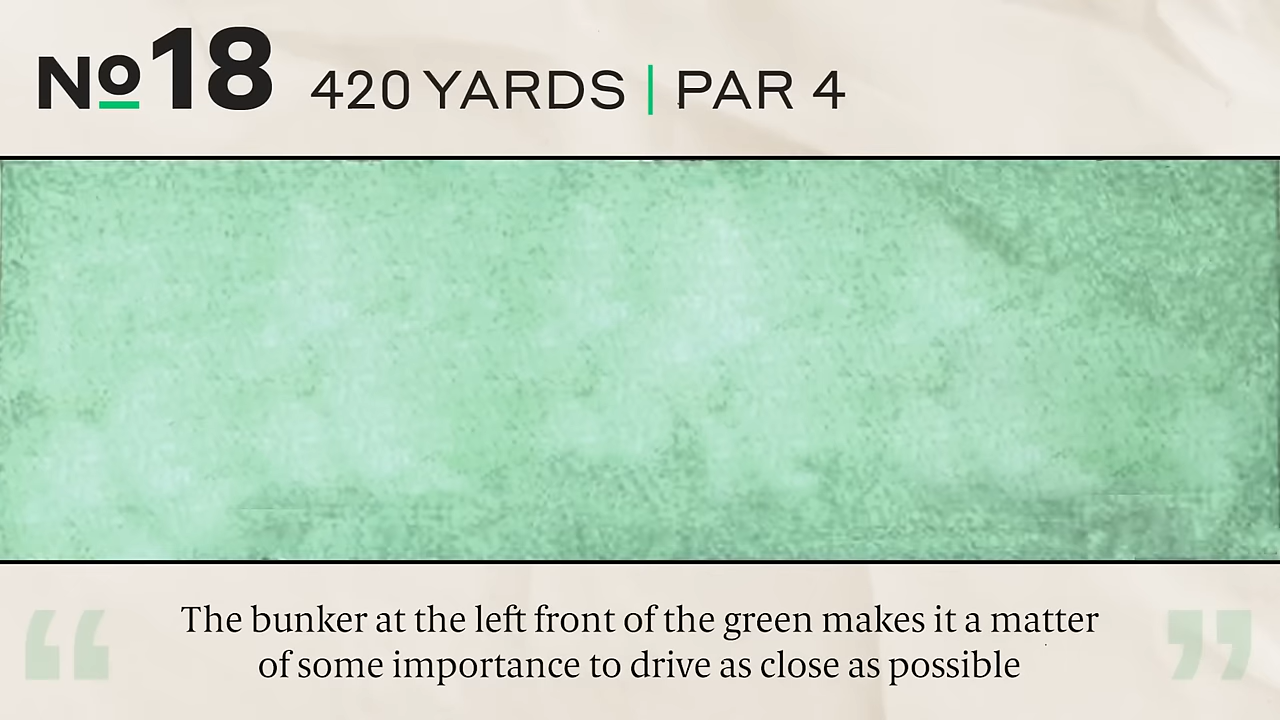 Nº18 420 YARDS | PAR 4
“The bunker at the left front of the green makes it a matter
of some importance to drive as close as possible”